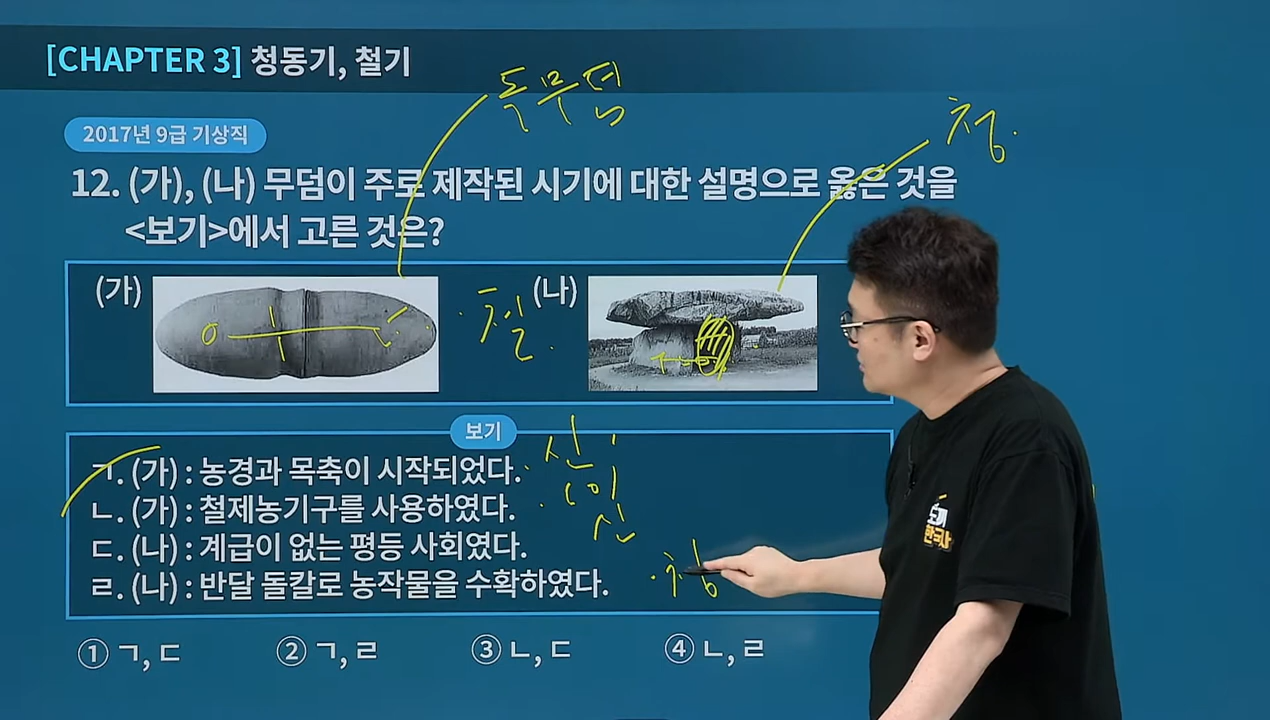 [CHAPTER 3] 청동기, 철기
독무덤
청.
2017년 9급 기상직
12. (가), (나) 무덤이 주로 제작된 시기에 대한 설명으로 옳은 것을
<보기>에서 고른 것은?
(가)
철.
(나)
보기
ㄱ. (가) : 농경과 목축이 시작되었다.
신
ㄴ. (가) : 철제농기구를 사용하였다.
ㄷ. (나) : 계급이 없는 평등 사회였다.
신
ㄹ. (나) : 반달 돌칼로 농작물을 수확하였다.
청
① ㄱ, ㄷ
② ㄱ, ㄹ
③ ㄴ, ㄷ
④ ㄴ, ㄹ
한국사